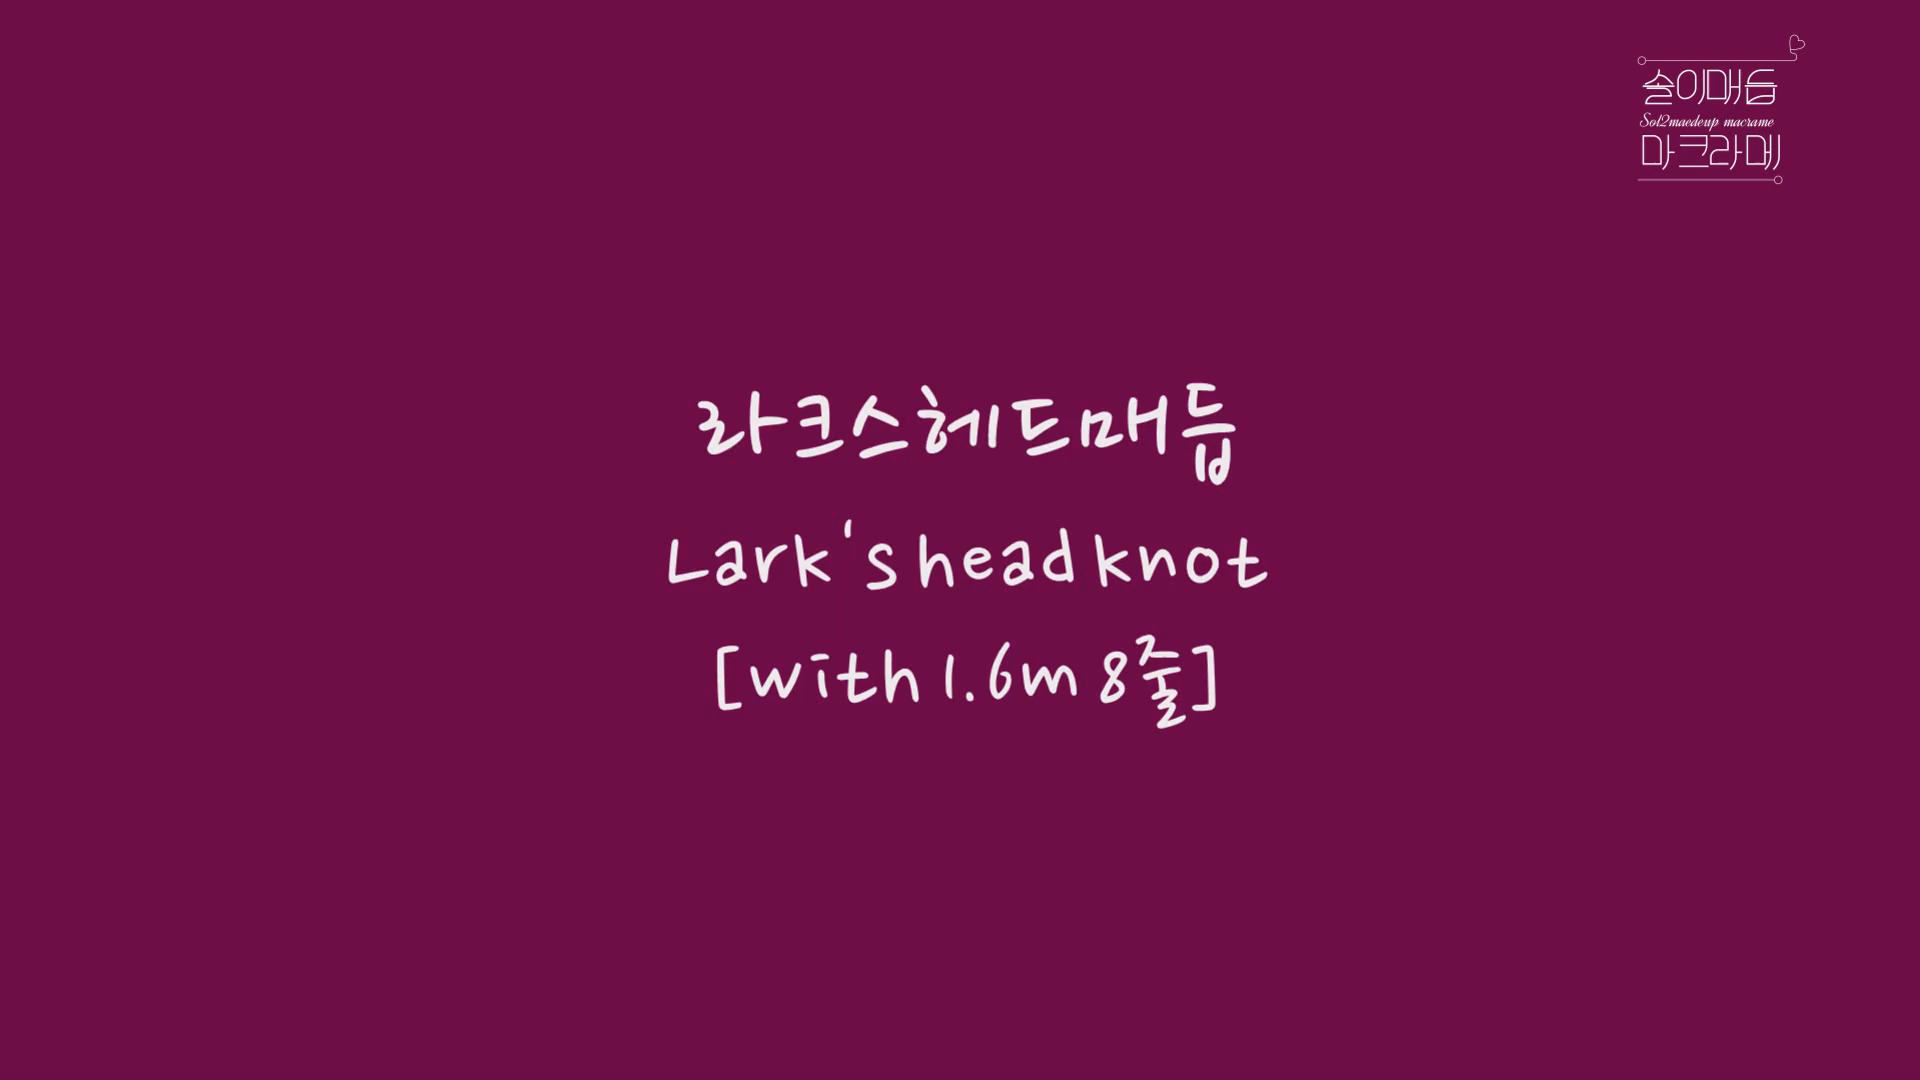 솔이매듭
Sol2maedeup macrame
마크라메
라크스헤드매듭
Lark's head knot
[with 1.6m 8줄]